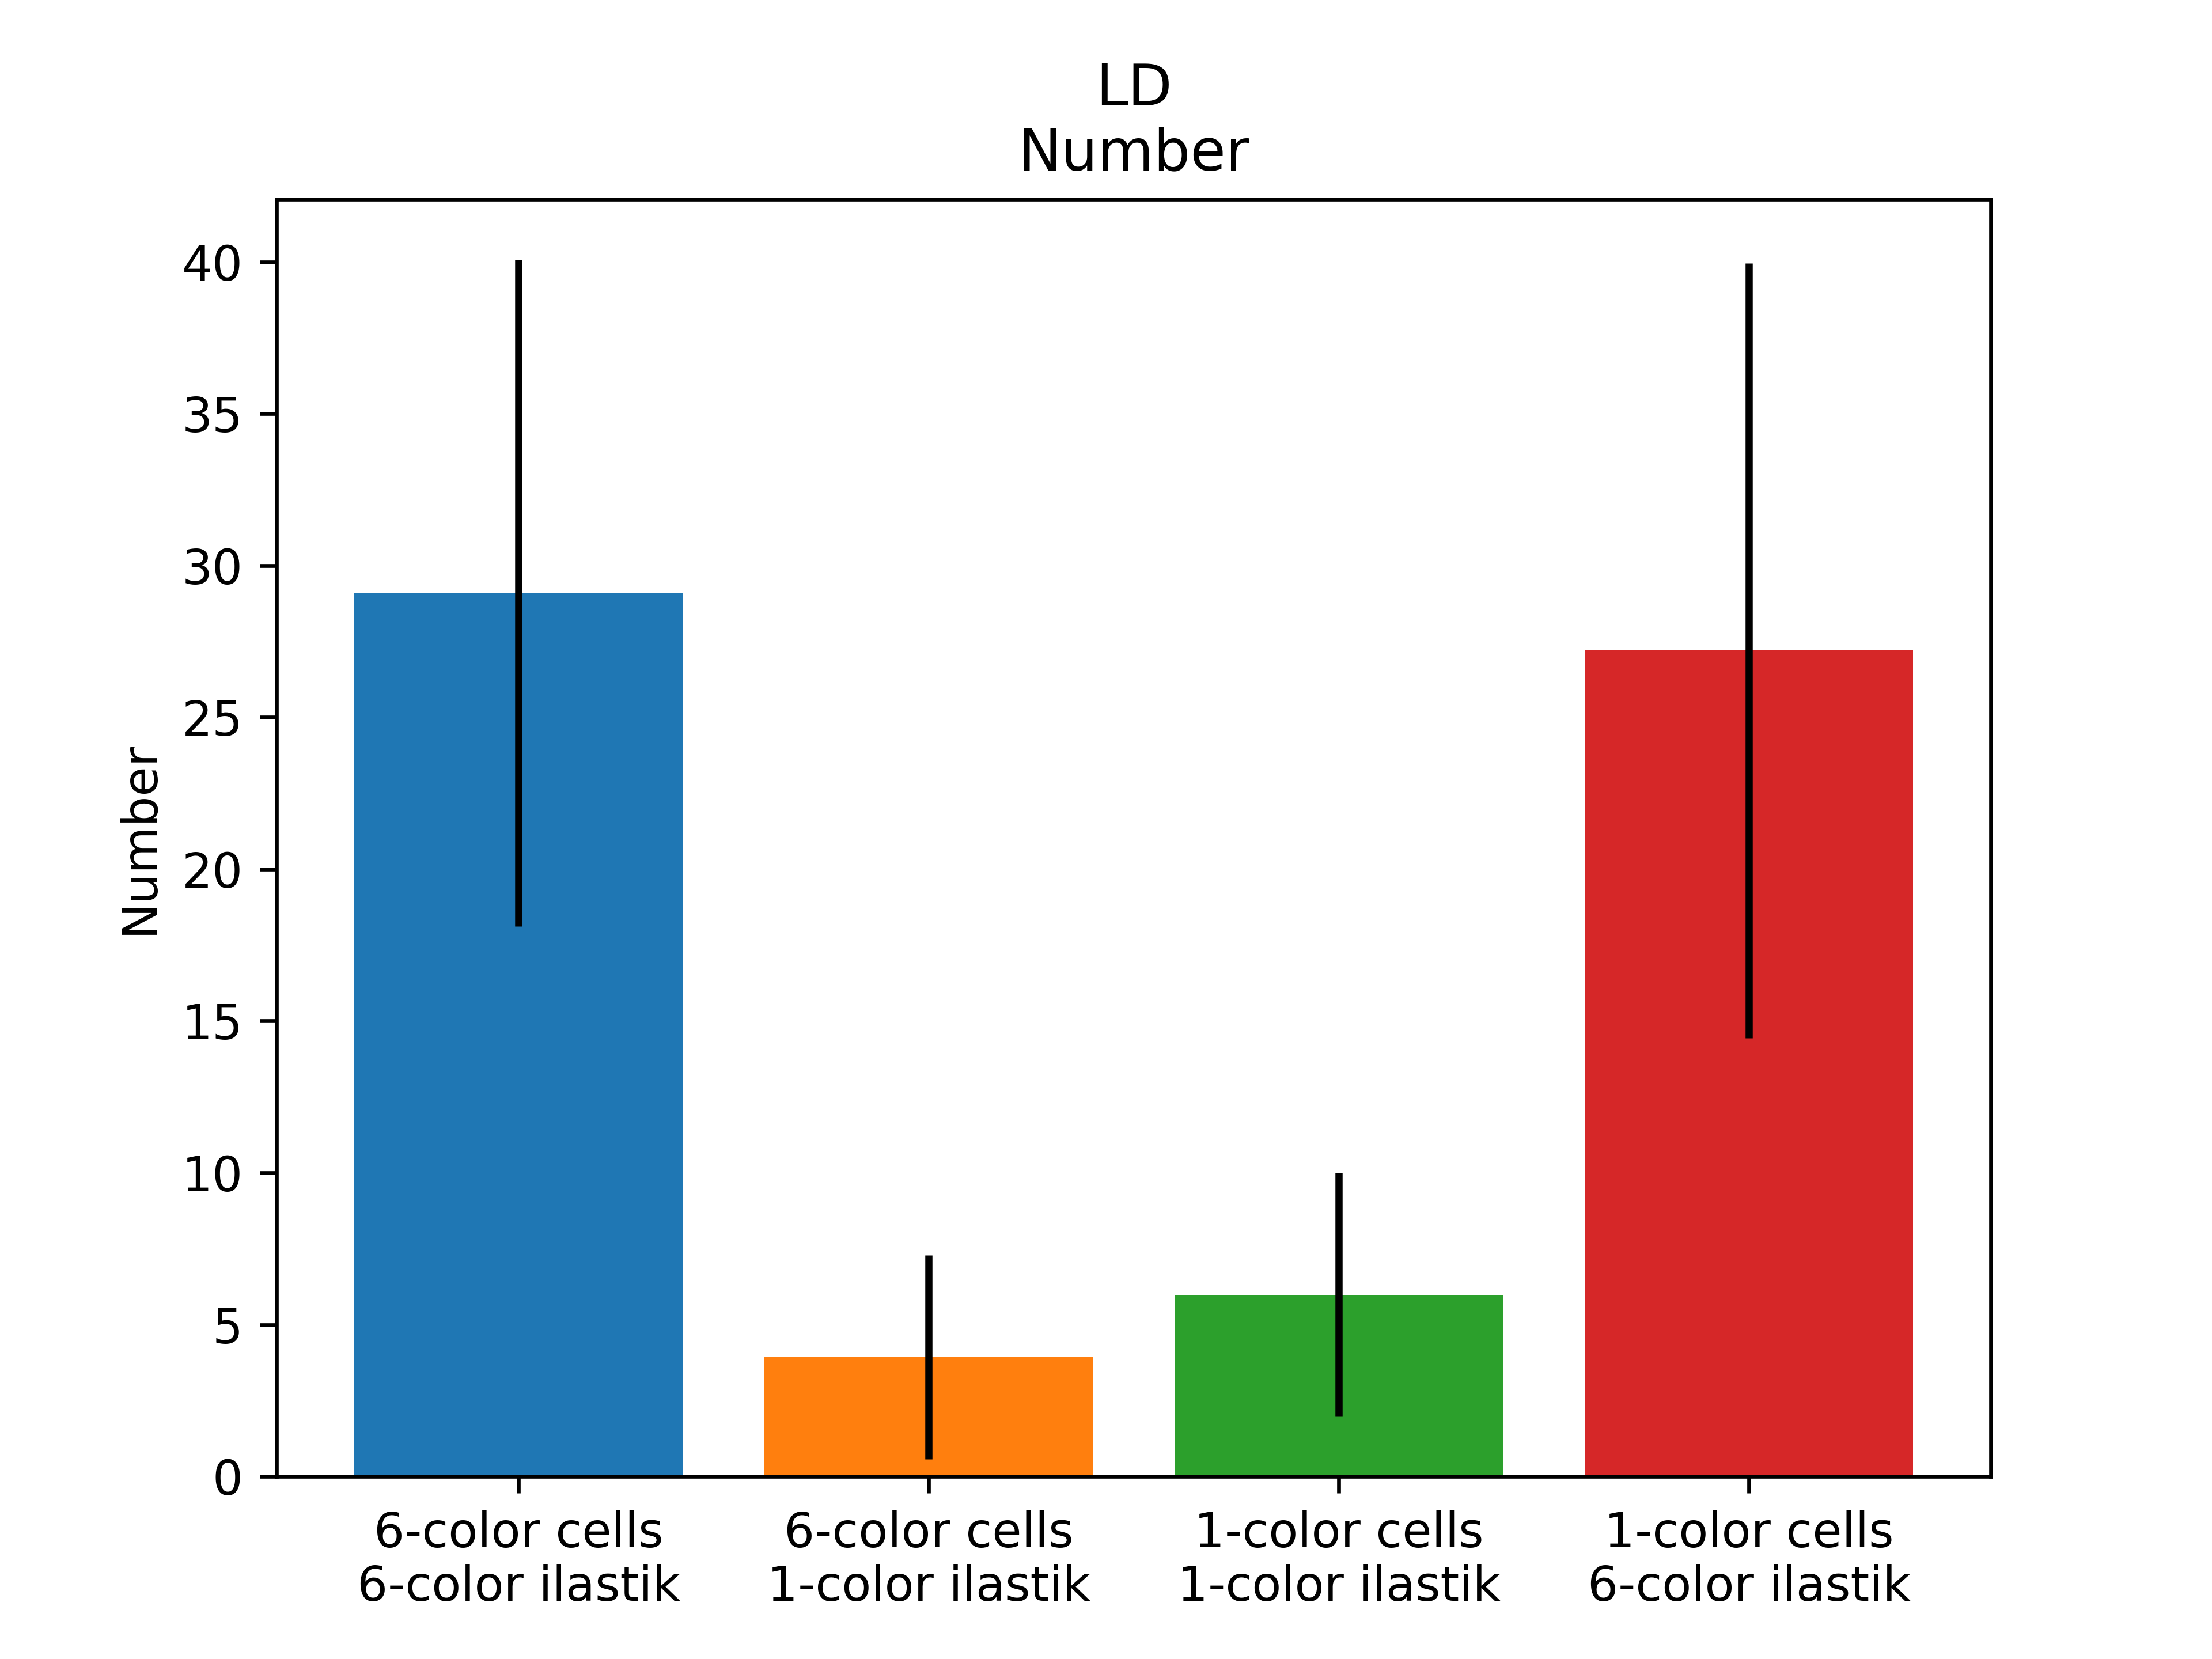 LD
Number
Number
40
35
30
25
20
15
10
5
0
6-color cells
6-color ilastik
6-color cells
1-color ilastik
1-color cells
1-color ilastik
1-color cells
6-color ilastik